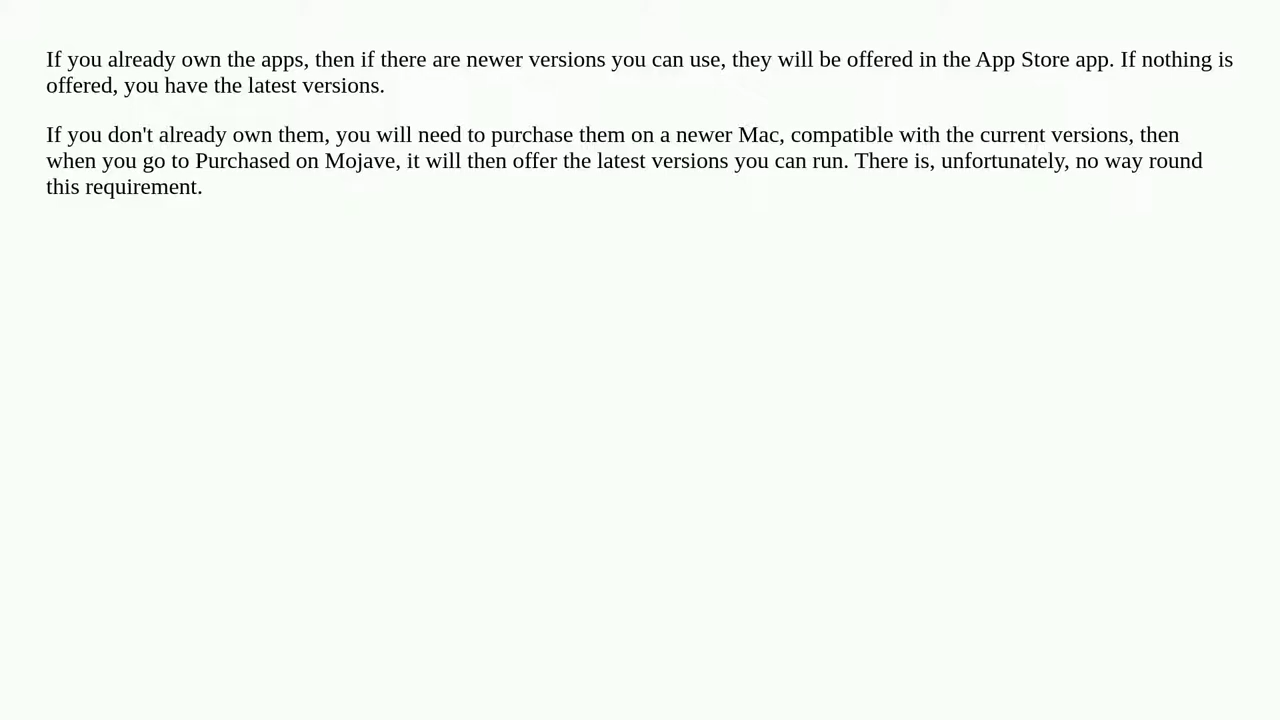 If you already own the apps, then if there are newer versions you can use, they will be offered in the App Store app. If nothing is
offered, you have the latest versions.
If you don't already own them, you will need to purchase them on a newer Mac, compatible with the current versions, then
when you go to Purchased on Mojave, it will then offer the latest versions you can run. There is, unfortunately, no way round
this requirement.